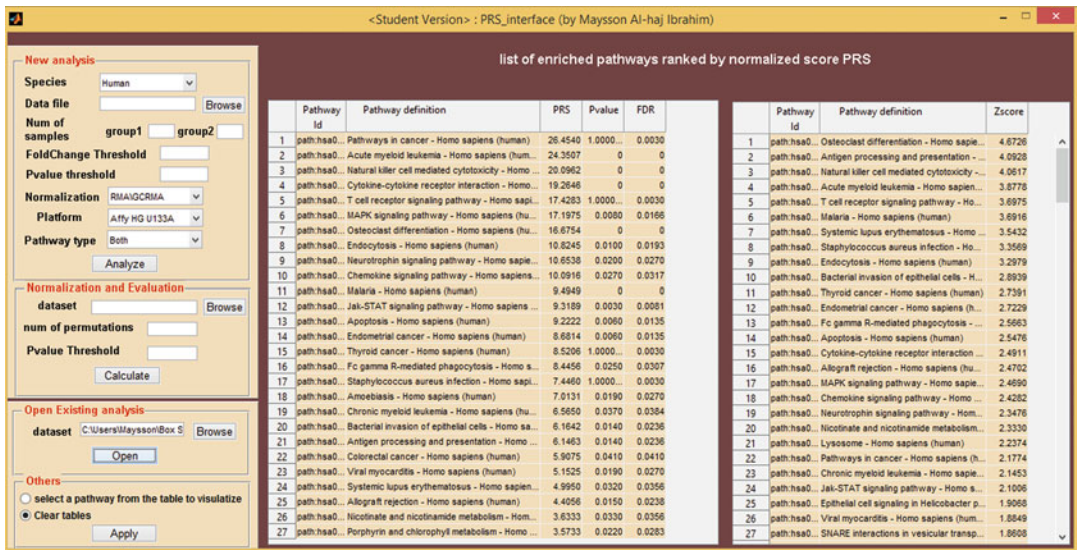 <Student Version> : PRS_interface (by Maysson Al-haj Ibrahim)
New analysis
Species Human
Data file Browse
Num of samples group1 group2
FoldChange Threshold
Pvalue threshold
Normalization RMA\GCRMA
Platform Affy HG U133A
Pathway type Both
Analyze
Normalization and Evaluation
dataset Browse
num of permutations
Pvalue Threshold
Calculate
Open Existing analysis
dataset C:\Users\Maysson\Box S Browse
Open
Others
select a pathway from the table to visulatize
Clear tables
Apply
list of enriched pathways ranked by normalized score PRS
Pathway Id Pathway definition PRS Pvalue FDR
1 path:hsa0... Pathways in cancer - Homo sapiens (human) 26.4540 1.0000... 0.0030
2 path:hsa0... Acute myeloid leukemia - Homo sapiens (hum... 24.3507 0 0
3 path:hsa0... Natural killer cell mediated cytotoxicity - Homo ... 20.0962 0 0
4 path:hsa0... Cytokine-cytokine receptor interaction - Homo... 19.2646 0 0
5 path:hsa0... T cell receptor signaling pathway - Homo sapi... 17.4283 1.0000... 0.0030
6 path:hsa0... MAPK signaling pathway - Homo sapiens (hu... 17.1975 0.0080 0.0166
7 path:hsa0... Osteoclast differentiation - Homo sapiens (hu... 16.6754 0 0
8 path:hsa0... Endocytosis - Homo sapiens (human) 10.8245 0.0100 0.0193
9 path:hsa0... Neurotrophin signaling pathway - Homo sapie... 10.6538 0.0200 0.0270
10 path:hsa0... Chemokine signaling pathway - Homo sapiens... 10.0916 0.0270 0.0317
11 path:hsa0... Malaria - Homo sapiens (human) 9.4949 0 0
12 path:hsa0... Jak-STAT signaling pathway - Homo sapiens ... 9.3189 0.0030 0.0081
13 path:hsa0... Apoptosis - Homo sapiens (human) 9.2222 0.0060 0.0135
14 path:hsa0... Endometrial cancer - Homo sapiens (human) 8.6814 0.0060 0.0135
15 path:hsa0... Thyroid cancer - Homo sapiens (human) 8.5206 1.0000... 0.0030
16 path:hsa0... Fc gamma R-mediated phagocytosis - Homo s... 8.4456 0.0250 0.0307
17 path:hsa0... Staphylococcus aureus infection - Homo sapi... 7.4460 1.0000... 0.0030
18 path:hsa0... Amoebiasis - Homo sapiens (human) 7.0131 0.0190 0.0270
19 path:hsa0... Chronic myeloid leukemia - Homo sapiens (hu... 6.5650 0.0370 0.0384
20 path:hsa0... Bacterial invasion of epithelial cells - Homo sa... 6.1642 0.0140 0.0236
21 path:hsa0... Antigen processing and presentation - Homo ... 6.1463 0.0140 0.0236
22 path:hsa0... Colorectal cancer - Homo sapiens (human) 5.9075 0.0410 0.0410
23 path:hsa0... Viral myocarditis - Homo sapiens (human) 5.1525 0.0190 0.0270
24 path:hsa0... Systemic lupus erythematosus - Homo sapien... 4.9950 0.0320 0.0356
25 path:hsa0... Allograft rejection - Homo sapiens (human) 4.4056 0.0150 0.0238
26 path:hsa0... Nicotinate and nicotinamide metabolism - Hom... 3.6333 0.0330 0.0356
27 path:hsa0... Porphyrin and chlorophyll metabolism - Homo ... 3.5733 0.0220 0.0283
Pathway Id Pathway definition Zscore
1 path:hsa0... Osteoclast differentiation - Homo sapie... 4.6726
2 path:hsa0... Antigen processing and presentation - ... 4.0928
3 path:hsa0... Natural killer cell mediated cytotoxicity -... 4.0617
4 path:hsa0... Acute myeloid leukemia - Homo sapien... 3.8778
5 path:hsa0... T cell receptor signaling pathway - Ho... 3.6975
6 path:hsa0... Malaria - Homo sapiens (human) 3.6916
7 path:hsa0... Systemic lupus erythematosus - Homo ... 3.5432
8 path:hsa0... Staphylococcus aureus infection - Ho... 3.3569
9 path:hsa0... Endocytosis - Homo sapiens (human) 3.2979
10 path:hsa0... Bacterial invasion of epithelial cells - H... 2.8939
11 path:hsa0... Thyroid cancer - Homo sapiens (human) 2.7391
12 path:hsa0... Endometrial cancer - Homo sapiens (h... 2.7229
13 path:hsa0... Fc gamma R-mediated phagocytosis - ... 2.5663
14 path:hsa0... Apoptosis - Homo sapiens (human) 2.5476
15 path:hsa0... Cytokine-cytokine receptor interaction ... 2.4911
16 path:hsa0... Allograft rejection - Homo sapiens (hu... 2.4702
17 path:hsa0... MAPK signaling pathway - Homo sapie... 2.4690
18 path:hsa0... Chemokine signaling pathway - Homo ... 2.4282
19 path:hsa0... Neurotrophin signaling pathway - Hom... 2.3476
20 path:hsa0... Nicotinate and nicotinamide metabolism... 2.3330
21 path:hsa0... Lysosome - Homo sapiens (human) 2.2374
22 path:hsa0... Pathways in cancer - Homo sapiens (h... 2.1774
23 path:hsa0... Chronic myeloid leukemia - Homo sapie... 2.1453
24 path:hsa0... Jak-STAT signaling pathway - Homo s... 2.1006
25 path:hsa0... Epithelial cell signaling in Helicobacter p... 1.9068
26 path:hsa0... Viral myocarditis - Homo sapiens (hum... 1.8849
27 path:hsa0... SNARE interactions in vesicular transp... 1.8608